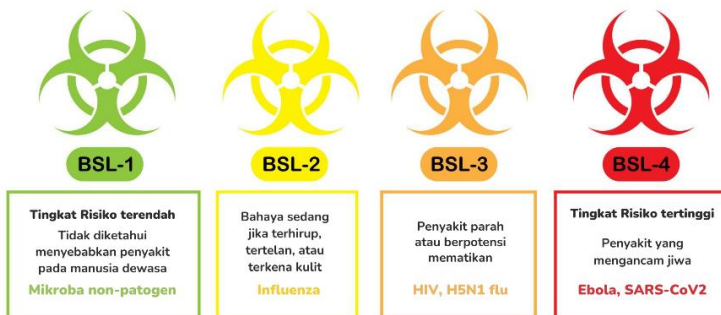 BSL-1
BSL-2
BSL-3
BSL-4
Tingkat Risiko terendah
Tidak diketahui
menyebabkan penyakit
pada manusia dewasa
Mikroba non-patogen
Bahaya sedang
jika terhirup,
tertelan, atau
terkena kulit
Influenza
Penyakit parah
atau berpotensi
mematikan
HIV, H5N1 flu
Tingkat Risiko tertinggi
Penyakit yang
mengancam jiwa
Ebola, SARS-CoV2